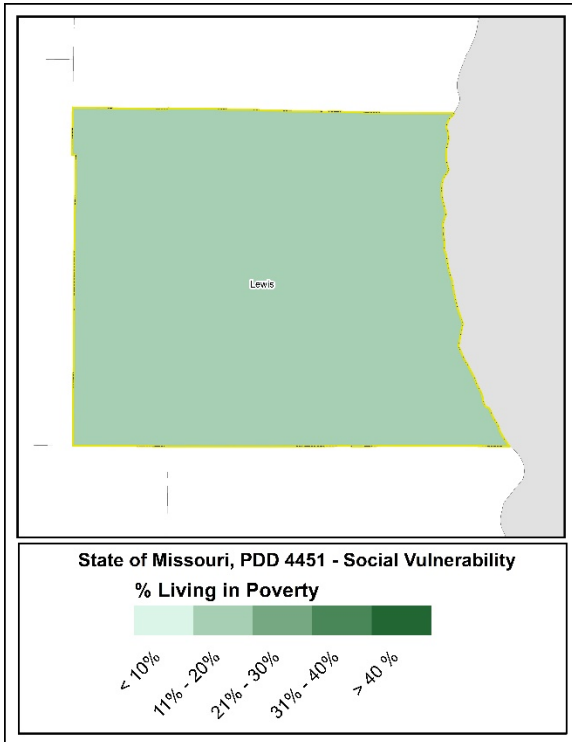 Lewis
State of Missouri, PDD 4451 - Social Vulnerability
% Living in Poverty
< 10%
11% - 20%
21% - 30%
31% - 40%
> 40 %